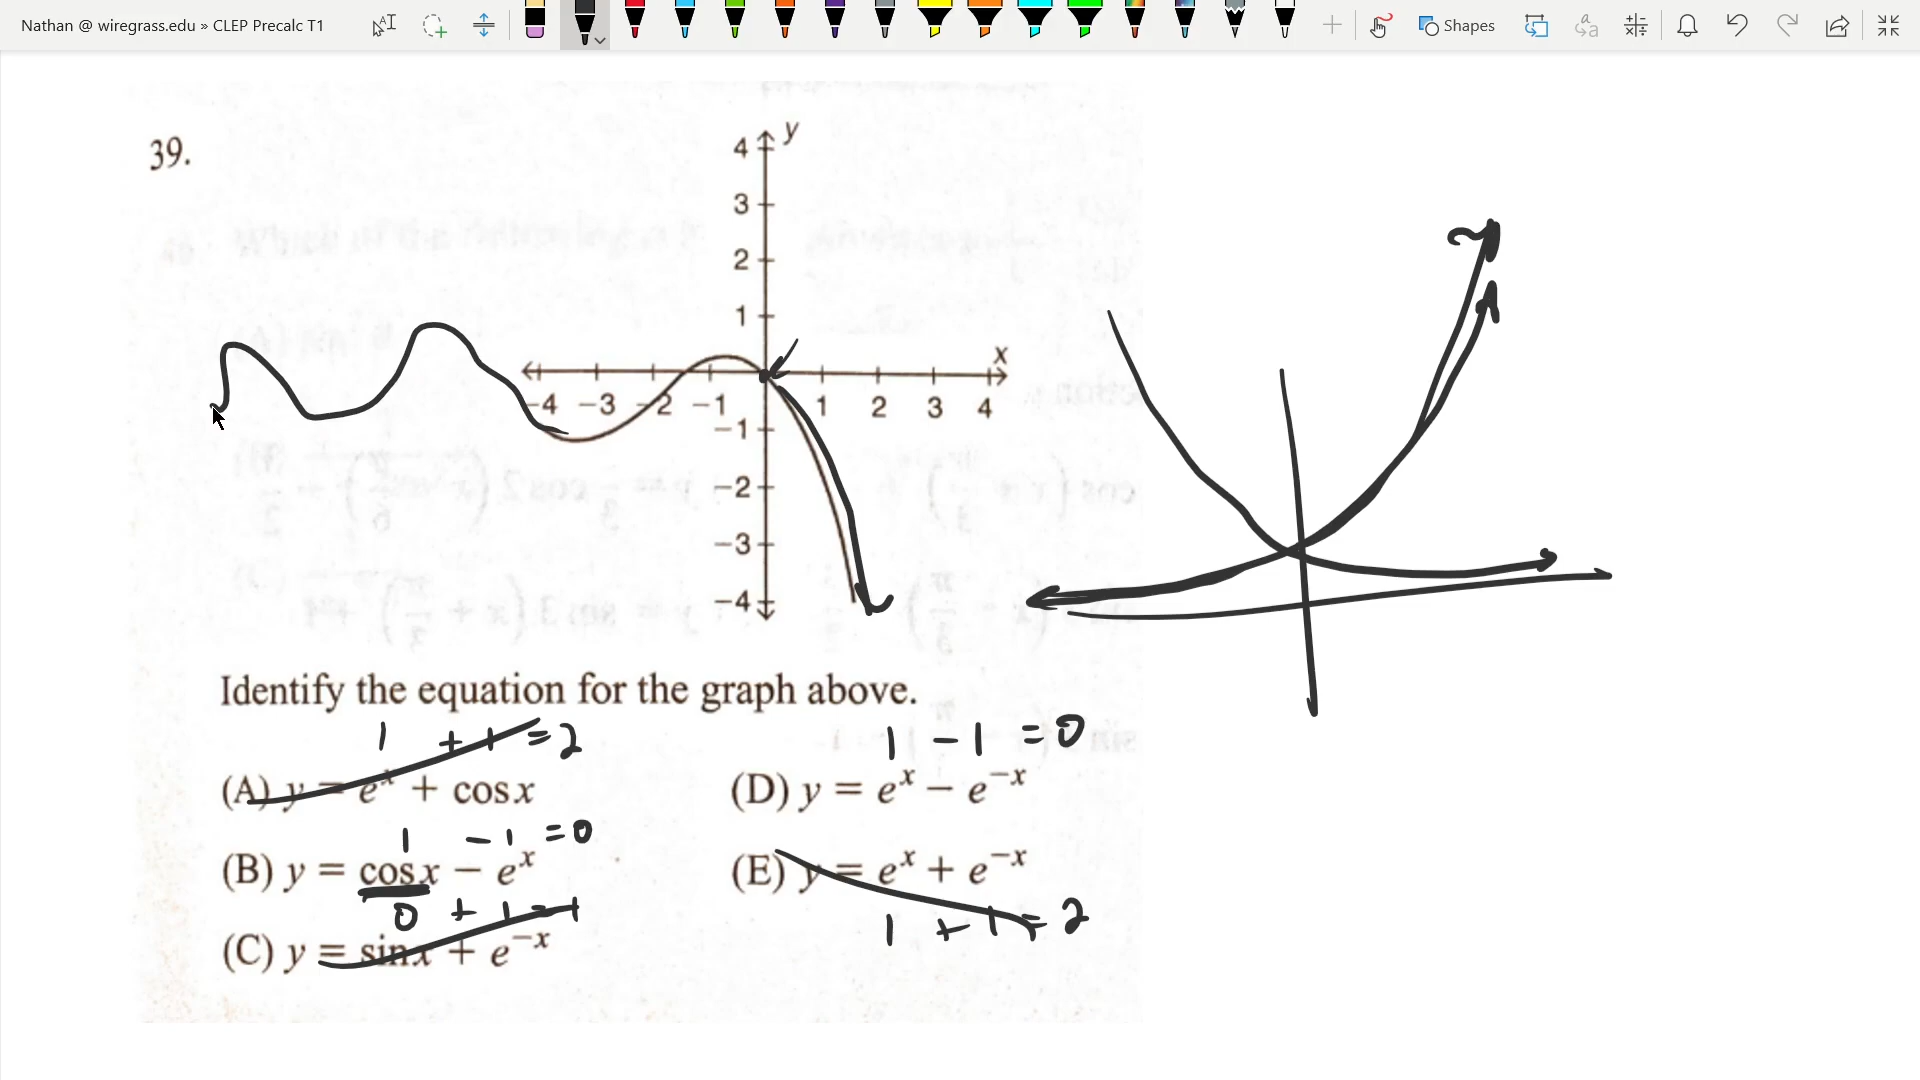 Nathan @ wiregrass.edu » CLEP Precalc T1
Shapes
39.
y
4
3
2
1
x
-4 -3 -2 -1 1 2 3 4
-1
-2
-3
-4
Identify the equation for the graph above.
1 + 1 = 2
1 - 1 = 0
(A) y = e^x + cos x
(D) y = e^x − e^−x
1 - 1 = 0
(B) y = cos x − e^x
(E) y = e^x + e^−x
0 + 1 = 1
1 + 1 = 2
(C) y = sin x + e^−x